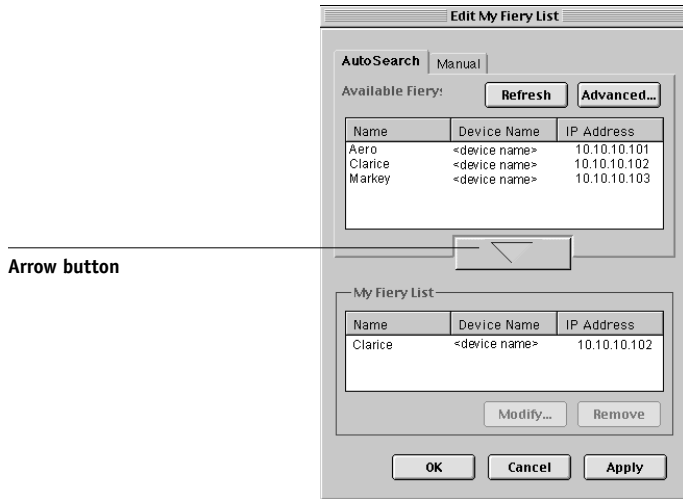 Edit My Fiery List
AutoSearch Manual
Available Fiery: Refresh Advanced...
Name Device Name IP Address
Aero <device name> 10.10.10.101
Clarice <device name> 10.10.10.102
Markey <device name> 10.10.10.103
Arrow button
My Fiery List
Name Device Name IP Address
Clarice <device name> 10.10.10.102
Modify... Remove
OK Cancel Apply